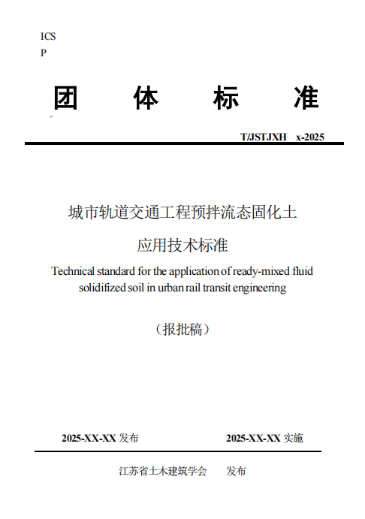 ICS
P
团 体 标 准
T/JSTJXH x-2025
城市轨道交通工程预拌流态固化土
应用技术标准
Technical standard for the application of ready-mixed fluid
solidifized soil in urban rail transit engineering
（报批稿）
2025-XX-XX 发布 2025-XX-XX 实施
江苏省土木建筑学会 发布